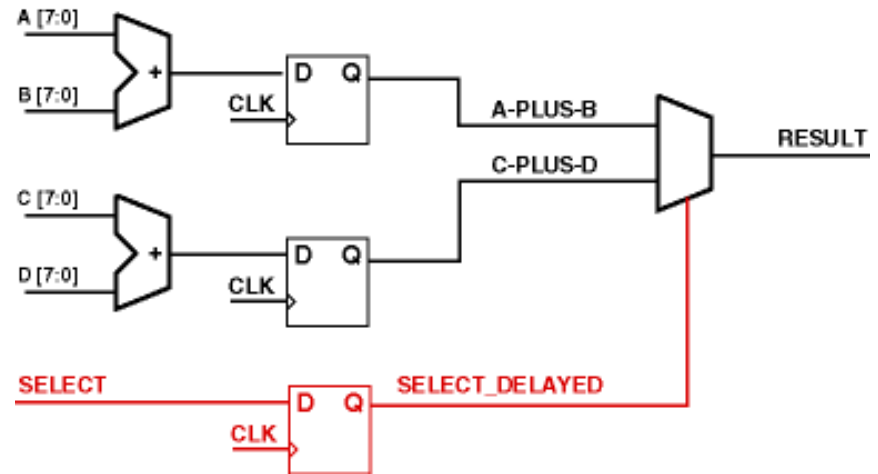 A [7:0]
B [7:0]
+
D Q
CLK
A-PLUS-B
RESULT
C-PLUS-D
C [7:0]
D [7:0]
+
D Q
CLK
SELECT
D Q
CLK
SELECT_DELAYED